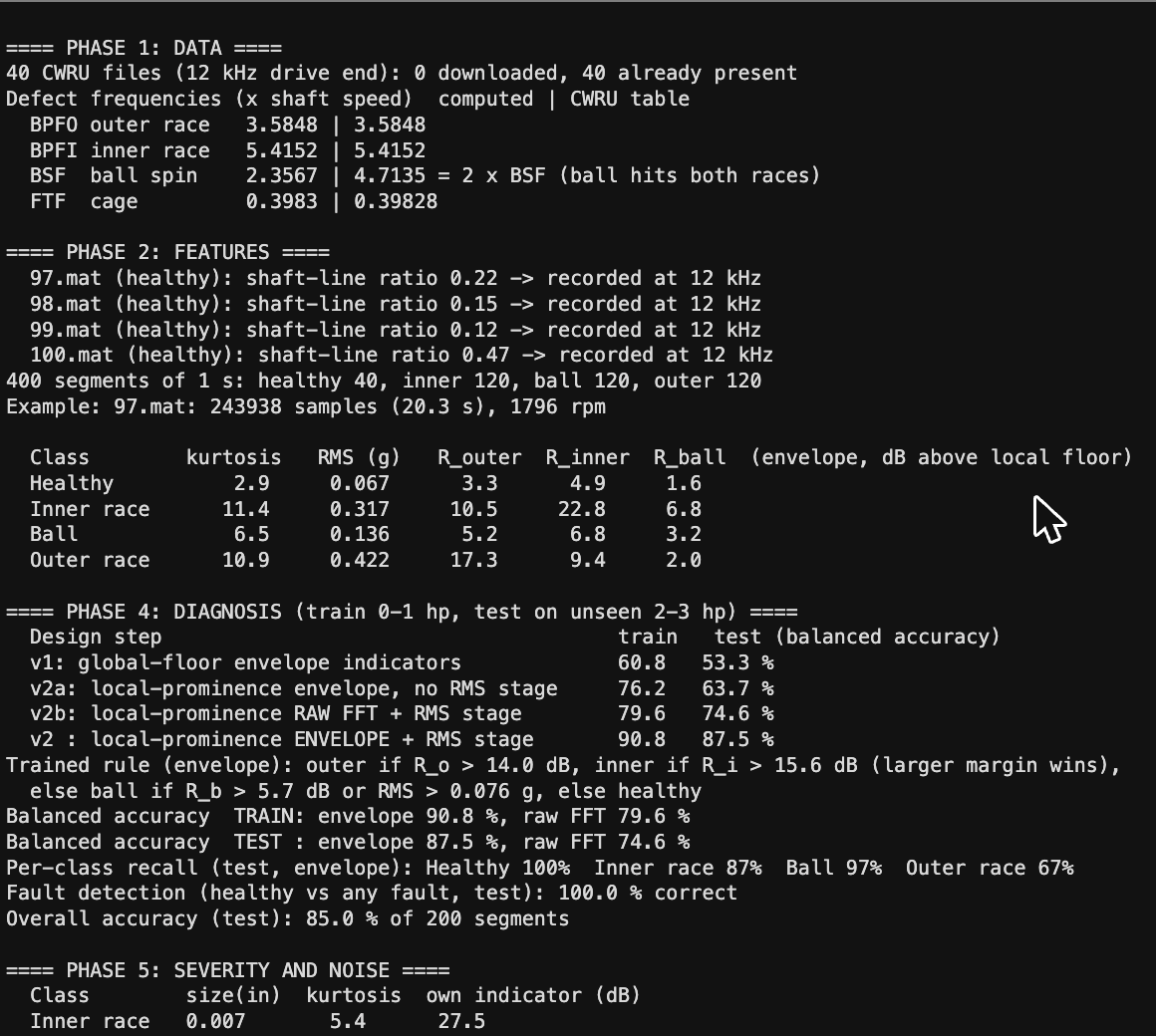 ==== PHASE 1: DATA ====
40 CWRU files (12 kHz drive end): 0 downloaded, 40 already present
Defect frequencies (x shaft speed)  computed | CWRU table
  BPFO outer race   3.5848 | 3.5848
  BPFI inner race   5.4152 | 5.4152
  BSF  ball spin    2.3567 | 4.7135 = 2 x BSF (ball hits both races)
  FTF  cage         0.3983 | 0.39828
==== PHASE 2: FEATURES ====
  97.mat (healthy): shaft-line ratio 0.22 -> recorded at 12 kHz
  98.mat (healthy): shaft-line ratio 0.15 -> recorded at 12 kHz
  99.mat (healthy): shaft-line ratio 0.12 -> recorded at 12 kHz
  100.mat (healthy): shaft-line ratio 0.47 -> recorded at 12 kHz
400 segments of 1 s: healthy 40, inner 120, ball 120, outer 120
Example: 97.mat: 243938 samples (20.3 s), 1796 rpm
  Class        kurtosis   RMS (g)   R_outer  R_inner  R_ball  (envelope, dB above local floor)
  Healthy          2.9     0.067      3.3      4.9     1.6
  Inner race      11.4     0.317     10.5     22.8     6.8
  Ball             6.5     0.136      5.2      6.8     3.2
  Outer race      10.9     0.422     17.3      9.4     2.0
==== PHASE 4: DIAGNOSIS (train 0-1 hp, test on unseen 2-3 hp) ====
  Design step                                      train   test (balanced accuracy)
  v1: global-floor envelope indicators             60.8   53.3 %
  v2a: local-prominence envelope, no RMS stage     76.2   63.7 %
  v2b: local-prominence RAW FFT + RMS stage        79.6   74.6 %
  v2 : local-prominence ENVELOPE + RMS stage       90.8   87.5 %
Trained rule (envelope): outer if R_o > 14.0 dB, inner if R_i > 15.6 dB (larger margin wins),
  else ball if R_b > 5.7 dB or RMS > 0.076 g, else healthy
Balanced accuracy  TRAIN: envelope 90.8 %, raw FFT 79.6 %
Balanced accuracy  TEST : envelope 87.5 %, raw FFT 74.6 %
Per-class recall (test, envelope): Healthy 100%  Inner race 87%  Ball 97%  Outer race 67%
Fault detection (healthy vs any fault, test): 100.0 % correct
Overall accuracy (test): 85.0 % of 200 segments
==== PHASE 5: SEVERITY AND NOISE ====
  Class        size(in)  kurtosis  own indicator (dB)
  Inner race   0.007       5.4      27.5